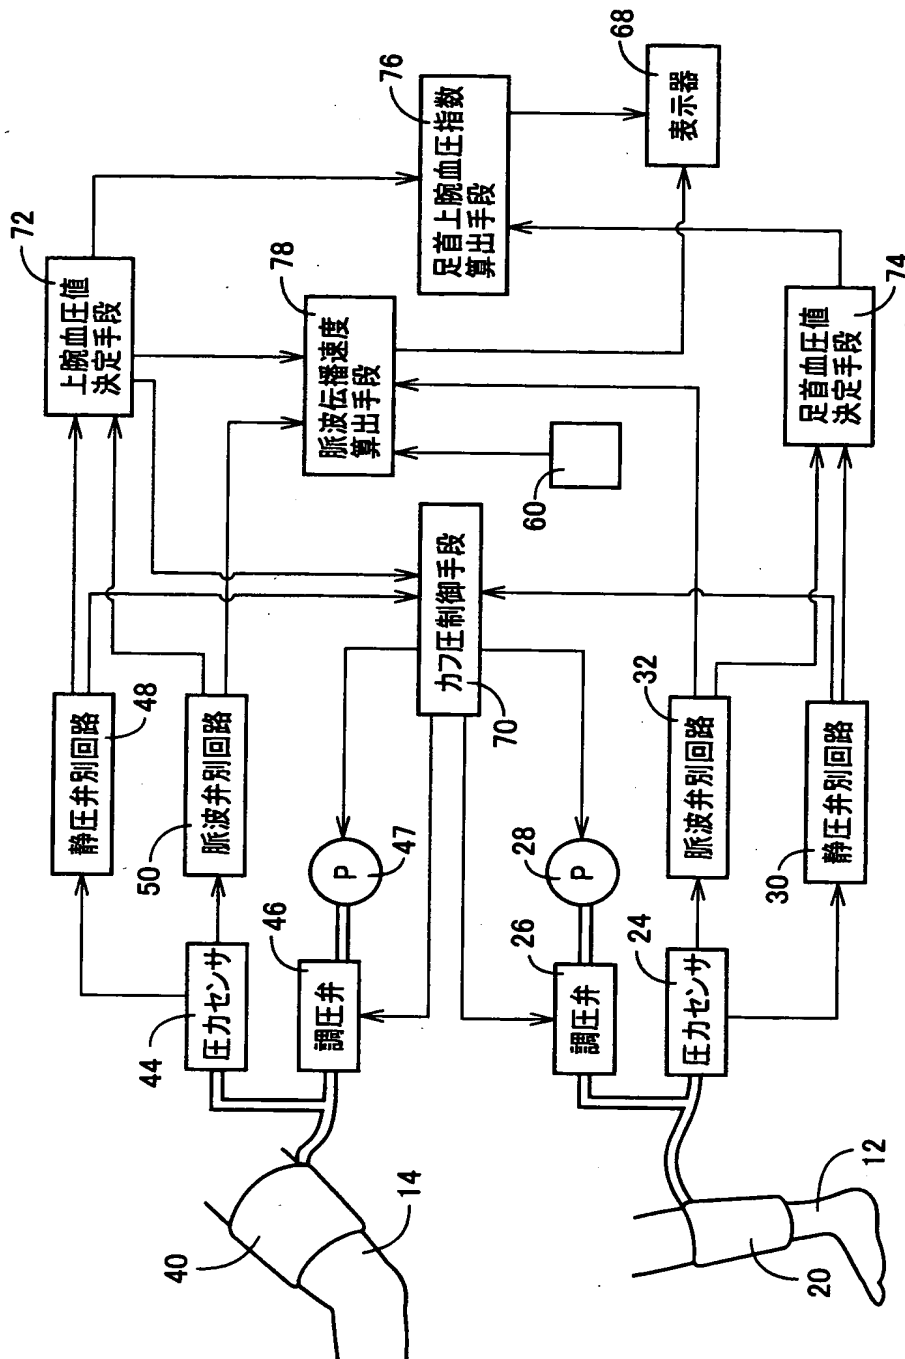 68
表示器
76
足首上腕血圧指数
算出手段
72
上腕血圧値
決定手段
78
脈波伝播速度
算出手段
74
足首血圧値
決定手段
60
カフ圧制御手段
70
48
静圧弁別回路
50
脈波弁別回路
32
脈波弁別回路
30
静圧弁別回路
P
47
P
28
44
圧力センサ
46
調圧弁
26
調圧弁
24
圧力センサ
40
14
20
12